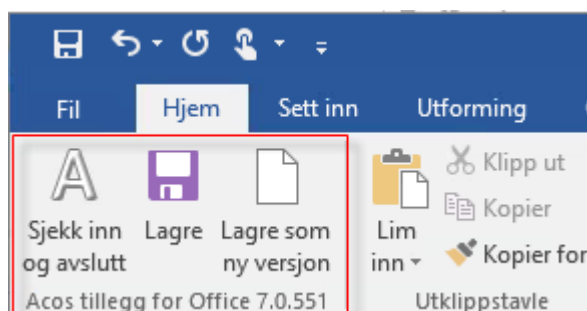 Fil Hjem Sett inn Utforming
Sjekk inn og avslutt
Lagre
Lagre som ny versjon
Acos tillegg for Office 7.0.551
Lim inn
Klipp ut
Kopier
Kopier for
Utklippstavle